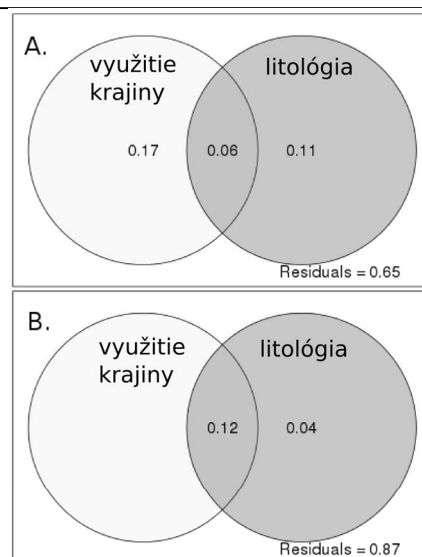 A.
využitie
krajiny
litológia
0.17
0.06
0.11
Residuals = 0.65
B.
využitie
krajiny
litológia
0.12
0.04
Residuals = 0.87